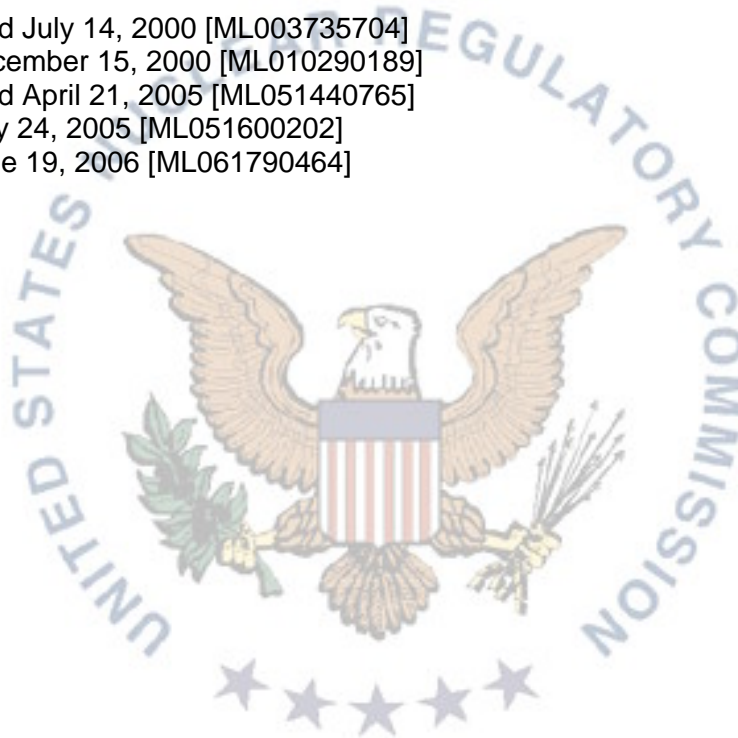 d July 14, 2000 [ML003735704]
cember 15, 2000 [ML010290189]
d April 21, 2005 [ML051440765]
y 24, 2005 [ML051600202]
e 19, 2006 [ML061790464]
UNITED STATES NUCLEAR REGULATORY COMMISSION